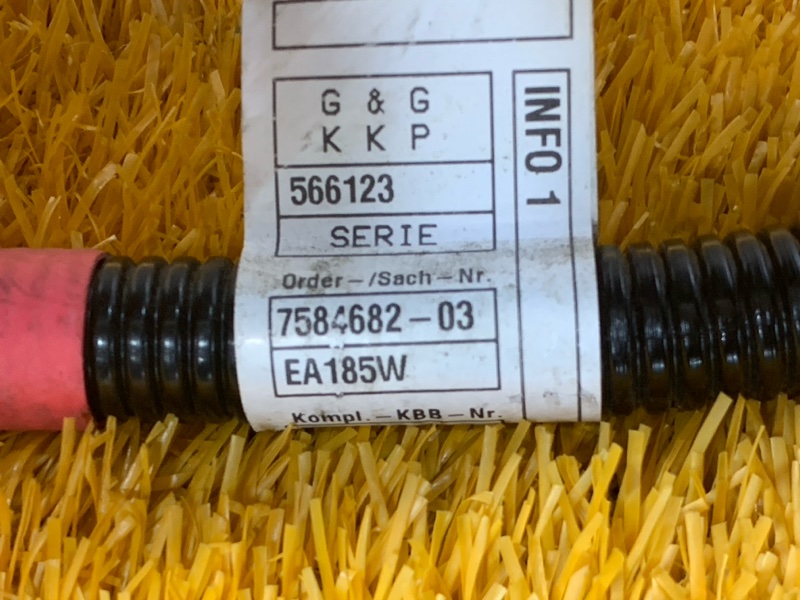 G & G
K K P
566123
SERIE
Order-/Sach-Nr.
7584682-03
EA185W
Kompl.-KBB-Nr.
INFO 1